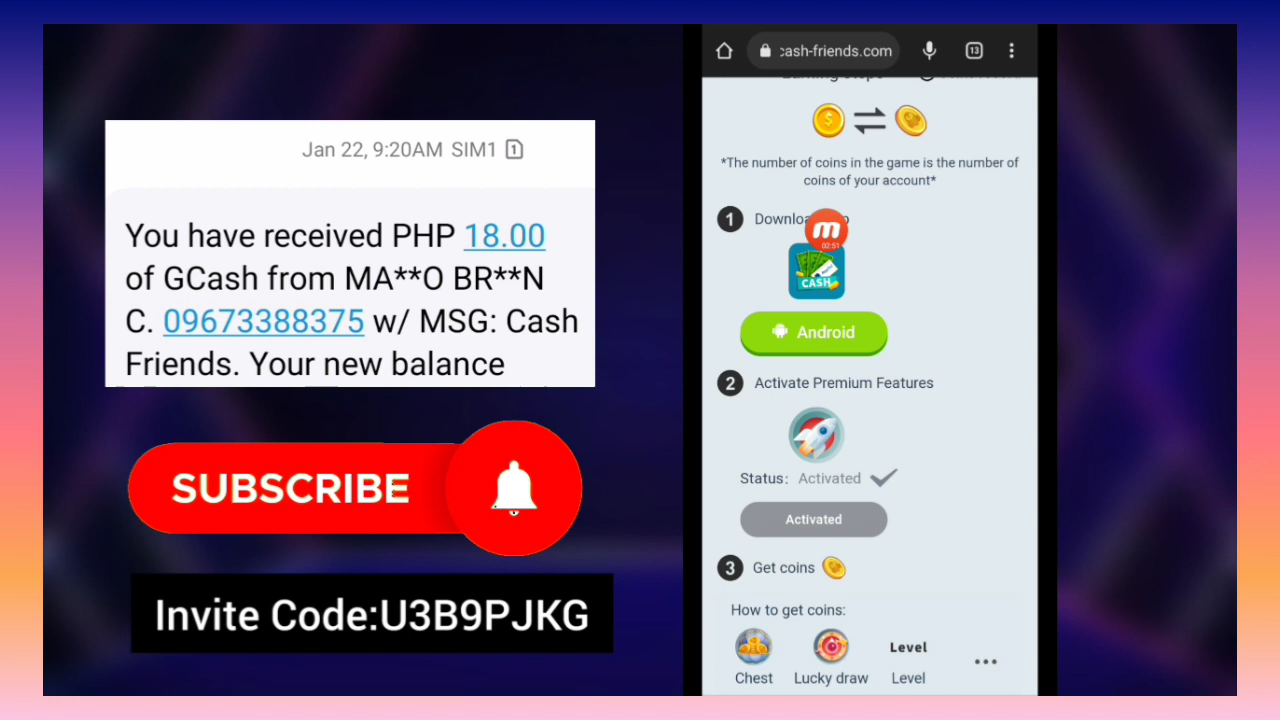 Jan 22, 9:20AM SIM1 1
You have received PHP 18.00
of GCash from MA**O BR**N
C. 09673388375 w/ MSG: Cash
Friends. Your new balance
SUBSCRIBE
Invite Code:U3B9PJKG
cash-friends.com 13
*The number of coins in the game is the number of
coins of your account*
1
m
02:51
CASH
Android
2 Activate Premium Features
Status: Activated
Activated
3 Get coins
How to get coins:
Level
Chest Lucky draw Level